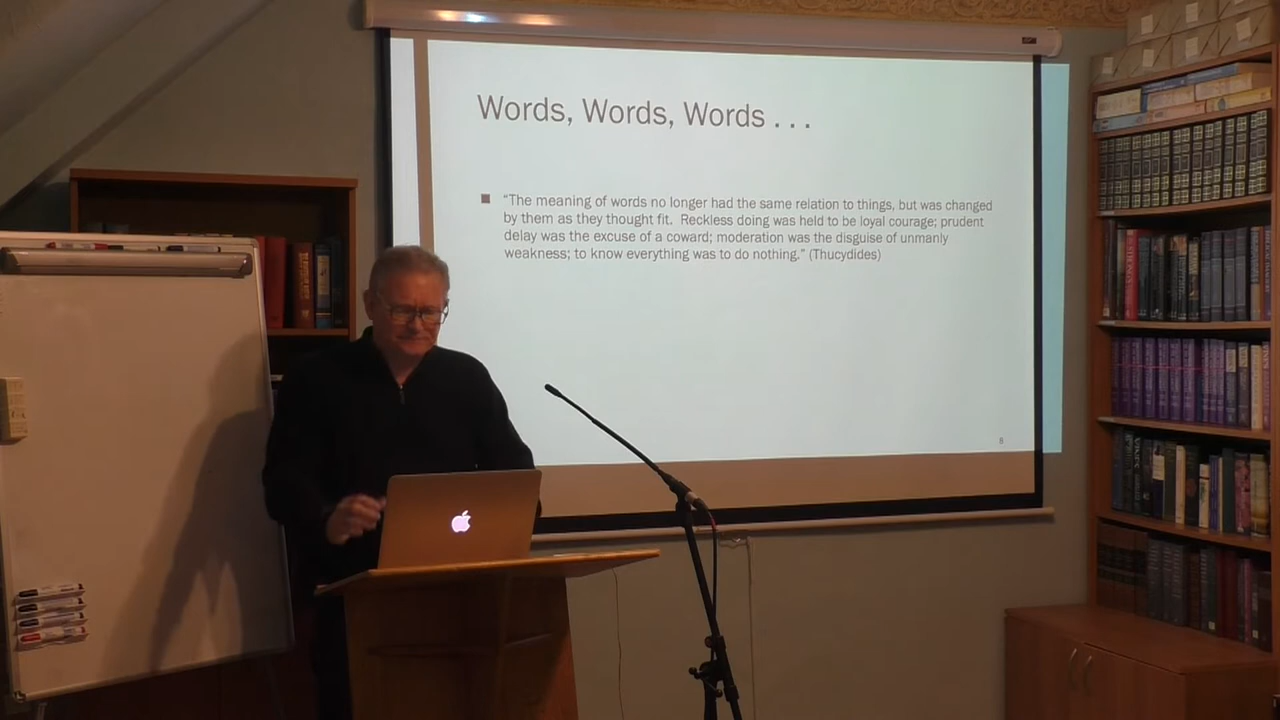 Words, Words, Words . . .
“The meaning of words no longer had the same relation to things, but was changed
by them as they thought fit.  Reckless doing was held to be loyal courage; prudent
delay was the excuse of a coward; moderation was the disguise of unmanly
weakness; to know everything was to do nothing.” (Thucydides)
8